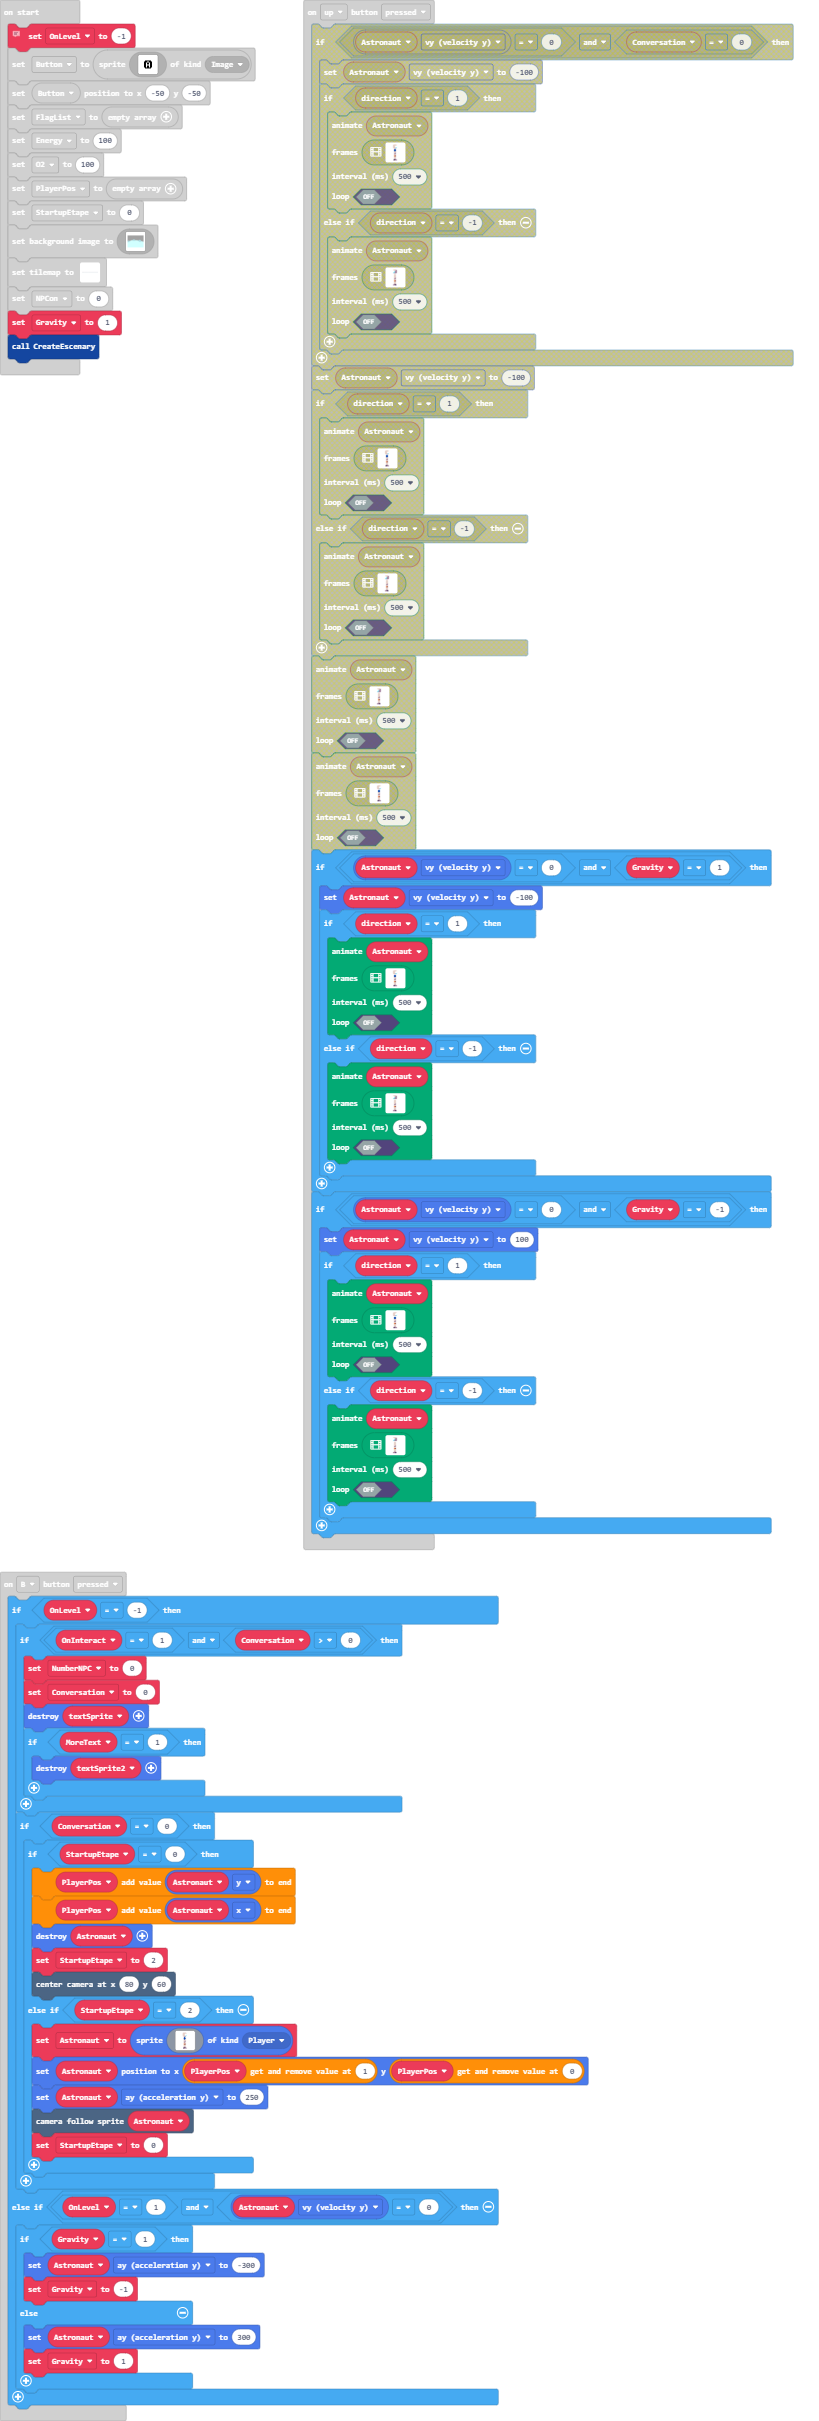 on start
set OnLevel to -1
set Button to sprite of kind Image
set Button position to x -50 y -50
set FlagList to empty array
set Energy to 100
set O2 to 100
set PlayerPos to empty array
set StartupEtape to 0
set background image to
set tilemap to
set NPCon to 0
set Gravity to 1
call CreateEscenary
on up button pressed
if Astronaut vy (velocity y) = 0 and Conversation = 0 then
set Astronaut vy (velocity y) to -100
if direction = 1 then
animate Astronaut
frames
interval (ms) 500
loop OFF
else if direction = -1 then
animate Astronaut
frames
interval (ms) 500
loop OFF
set Astronaut vy (velocity y) to -100
if direction = 1 then
animate Astronaut
frames
interval (ms) 500
loop OFF
else if direction = -1 then
animate Astronaut
frames
interval (ms) 500
loop OFF
animate Astronaut
frames
interval (ms) 500
loop OFF
animate Astronaut
frames
interval (ms) 500
loop OFF
if Astronaut vy (velocity y) = 0 and Gravity = 1 then
set Astronaut vy (velocity y) to -100
if direction = 1 then
animate Astronaut
frames
interval (ms) 500
loop OFF
else if direction = -1 then
animate Astronaut
frames
interval (ms) 500
loop OFF
if Astronaut vy (velocity y) = 0 and Gravity = -1 then
set Astronaut vy (velocity y) to 100
if direction = 1 then
animate Astronaut
frames
interval (ms) 500
loop OFF
else if direction = -1 then
animate Astronaut
frames
interval (ms) 500
loop OFF
on B button pressed
if OnLevel = -1 then
if OnInteract = 1 and Conversation > 0 then
set NumberNPC to 0
set Conversation to 0
destroy textSprite
if MoreText = 1 then
destroy textSprite2
if Conversation = 0 then
if StartupEtape = 0 then
PlayerPos add value Astronaut y to end
PlayerPos add value Astronaut x to end
destroy Astronaut
set StartupEtape to 2
center camera at x 80 y 60
else if StartupEtape = 2 then
set Astronaut to sprite of kind Player
set Astronaut position to x PlayerPos get and remove value at 1 y PlayerPos get and remove value at 0
set Astronaut ay (acceleration y) to 250
camera follow sprite Astronaut
set StartupEtape to 0
else if OnLevel = 1 and Astronaut vy (velocity y) = 0 then
if Gravity = 1 then
set Astronaut ay (acceleration y) to -300
set Gravity to -1
else
set Astronaut ay (acceleration y) to 300
set Gravity to 1